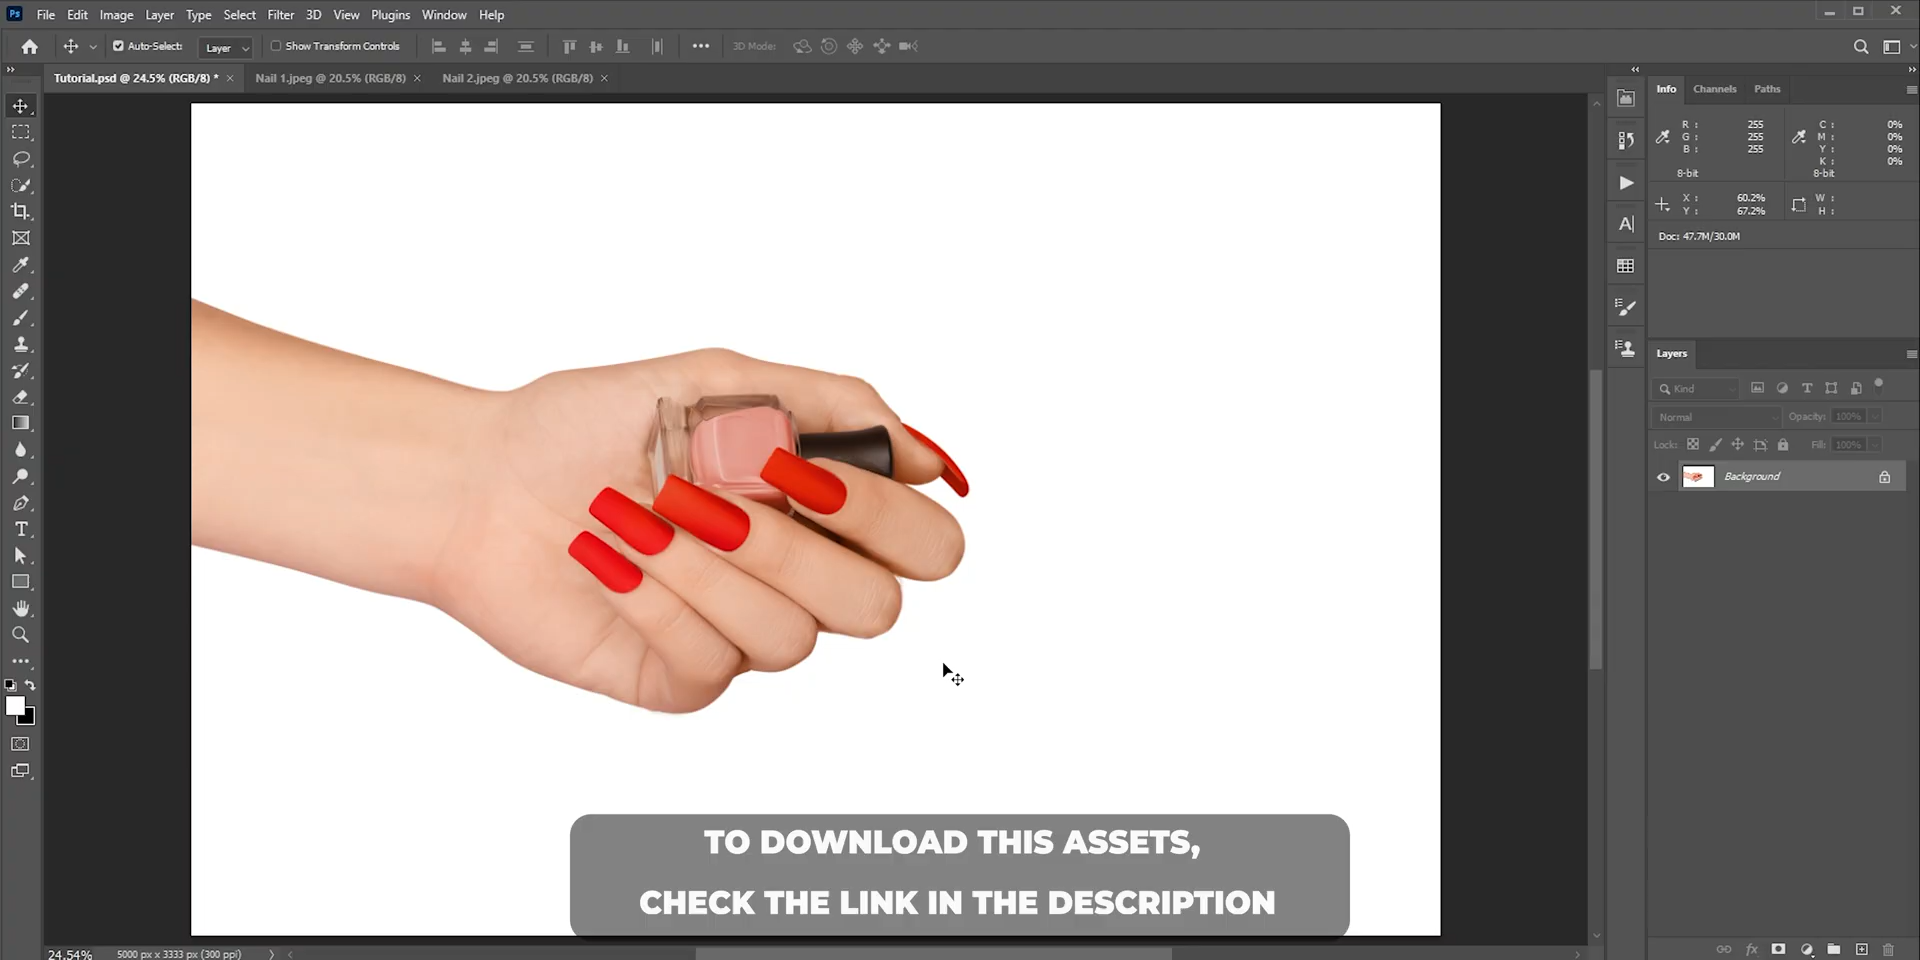 Ps File Edit Image Layer Type Select Filter 3D View Plugins Window Help
Auto-Select: Layer Show Transform Controls 3D Mode:
Tutorial.psd @ 24.5% (RGB/8) * × Nail 1.jpeg @ 20.5% (RGB/8) × Nail 2.jpeg @ 20.5% (RGB/8) ×
Info Channels Paths
R : 255 C : 0%
G : 255 M : 0%
B : 255 Y : 0%
K : 0%
8-bit 8-bit
X : 60.2% W :
Y : 67.2% H :
Doc: 47.7M/30.0M
Layers
Kind
Normal Opacity: 100%
Lock: Fill: 100%
Background
TO DOWNLOAD THIS ASSETS,
CHECK THE LINK IN THE DESCRIPTION
24.54% 5000 px x 3333 px (300 ppi)